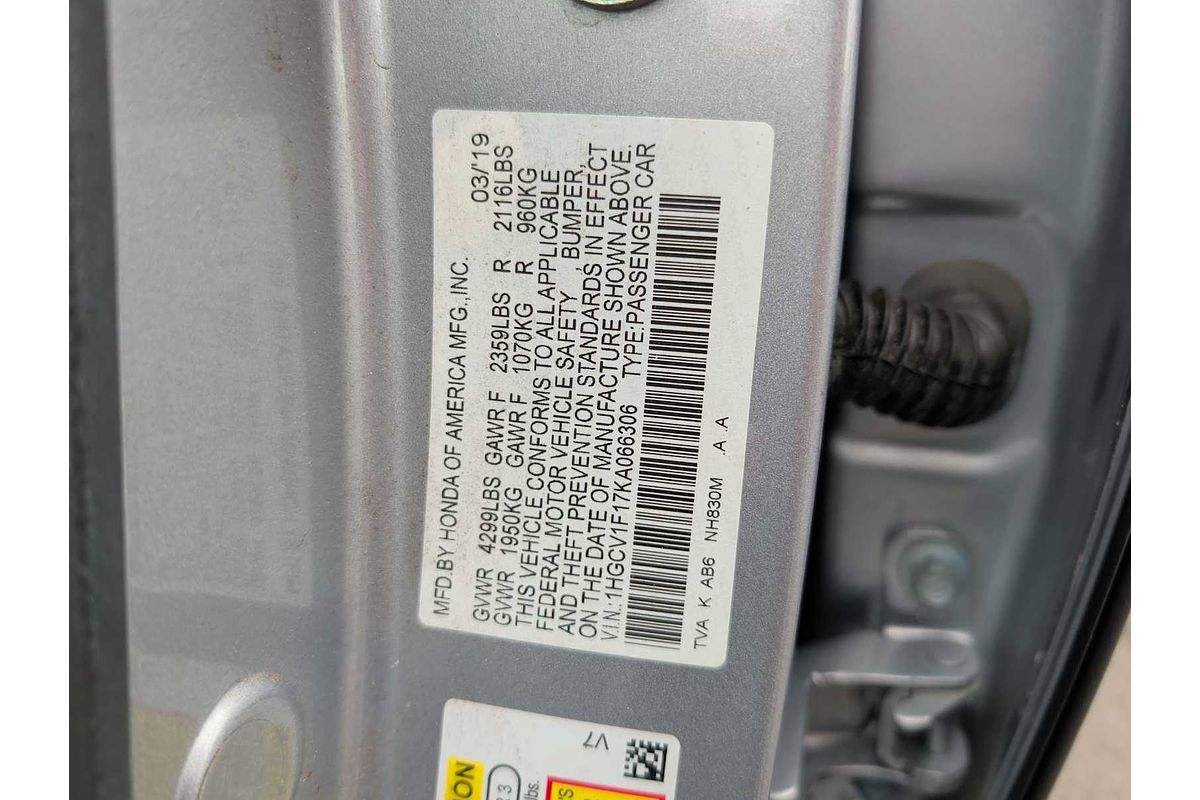 MFD.BY HONDA OF AMERICA MFG.,INC. 03/'19
GVWR 4299LBS GAWR F 2359LBS R 2116LBS
GVWR 1950KG GAWR F 1070KG R 960KG
THIS VEHICLE CONFORMS TO ALL APPLICABLE
FEDERAL MOTOR VEHICLE SAFETY , BUMPER,
AND THEFT PREVENTION STANDARDS IN EFFECT
ON THE DATE OF MANUFACTURE SHOWN ABOVE.
V.I.N.:1HGCV1F17KA066306 TYPE:PASSENGER CAR
TVA K AB6 NH830M .A .A
V7